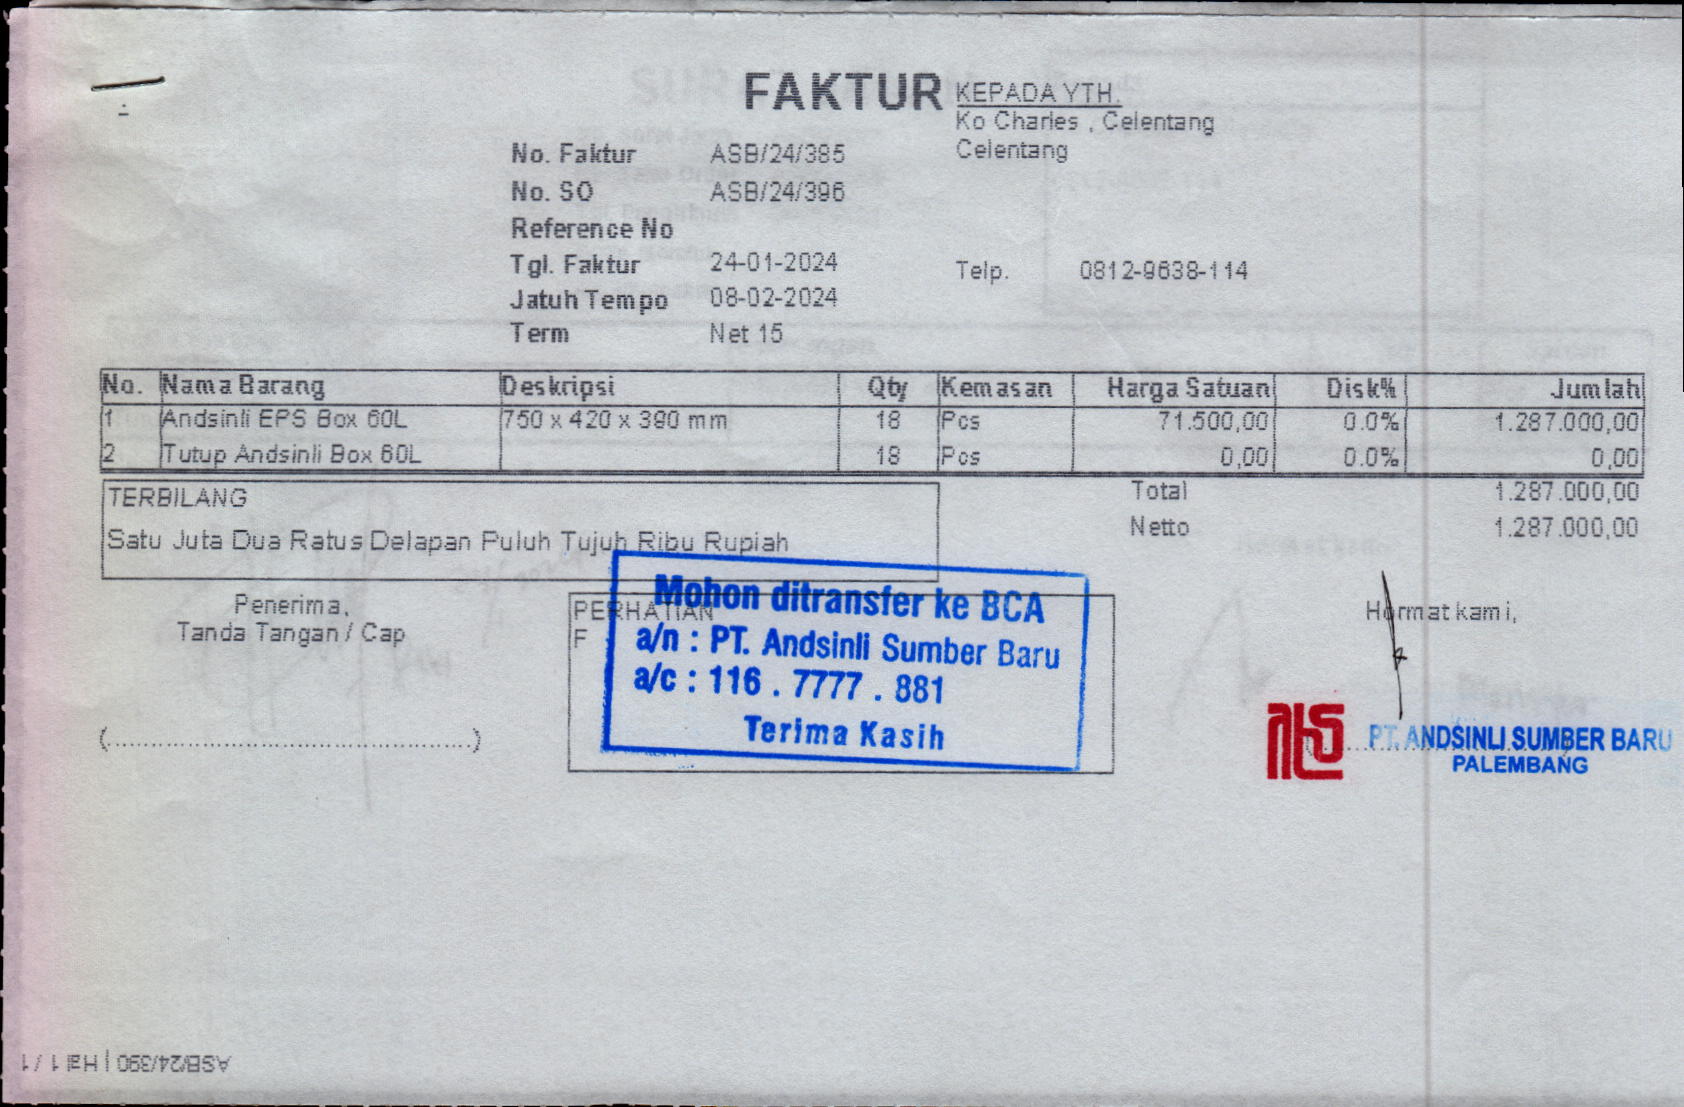 FAKTUR
KEPADA YTH.
Ko Charles , Celentang
Celentang
No. Faktur ASB/24/385
No. SO ASB/24/396
Reference No
Tgl. Faktur 24-01-2024
Telp. 0812-9638-114
Jatuh Tempo 08-02-2024
Term Net 15
No. Nama Barang Deskripsi Qty Kemasan Harga Satuan Disk% Jumlah
1 Andsinli EPS Box 60L 750 x 420 x 390 mm 18 Pcs 71.500,00 0.0% 1.287.000,00
2 Tutup Andsinli Box 60L 18 Pcs 0,00 0.0% 0,00
TERBILANG
Satu Juta Dua Ratus Delapan Puluh Tujuh Ribu Rupiah
Total 1.287.000,00
Netto 1.287.000,00
Penerima,
Tanda Tangan / Cap
PERHATIAN
F
Mohon ditransfer ke BCA
a/n : PT. Andsinli Sumber Baru
a/c : 116 . 7777 . 881
Terima Kasih
Hormat kami,
PT. ANDSINLI SUMBER BARU
PALEMBANG
ASB/24/390 | Hal 1 / 1